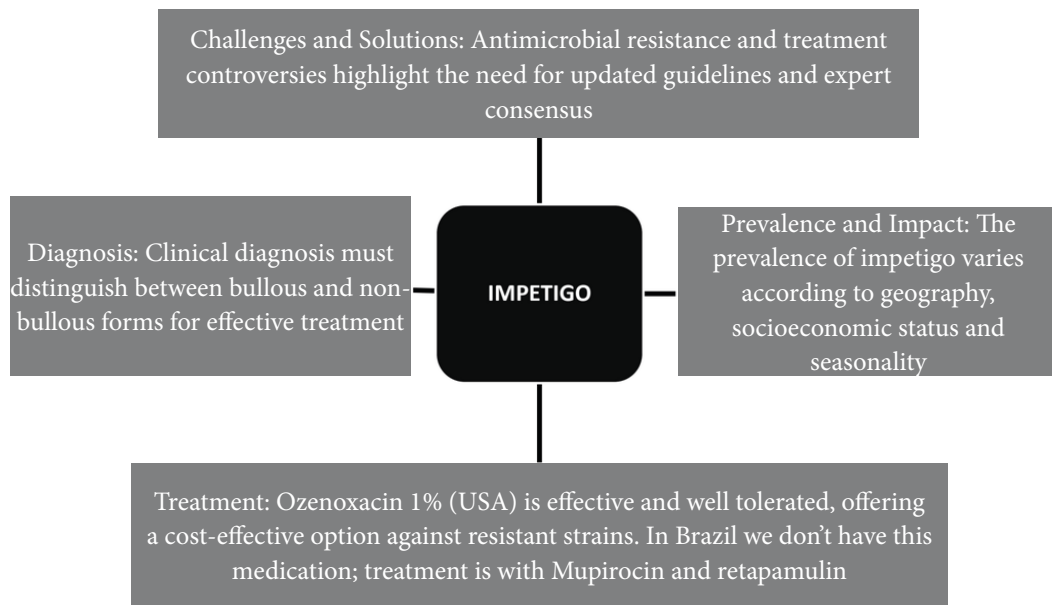 Challenges and Solutions: Antimicrobial resistance and treatment
controversies highlight the need for updated guidelines and expert
consensus
Diagnosis: Clinical diagnosis must
distinguish between bullous and non-
bullous forms for effective treatment
IMPETIGO
Prevalence and Impact: The
prevalence of impetigo varies
according to geography,
socioeconomic status and
seasonality
Treatment: Ozenoxacin 1% (USA) is effective and well tolerated, offering
a cost-effective option against resistant strains. In Brazil we don’t have this
medication; treatment is with Mupirocin and retapamulin